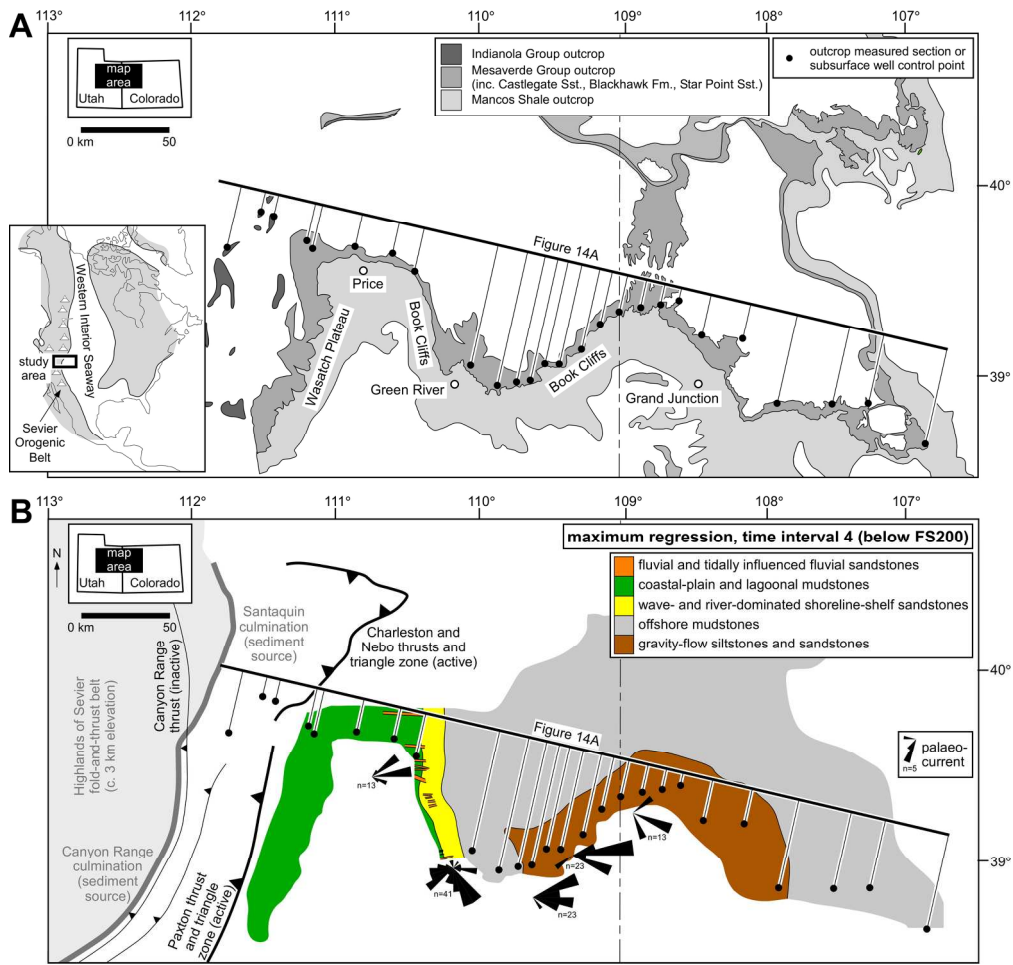 A
113°
112°
111°
110°
109°
108°
107°
map
area
Utah
Colorado
0 km
50
Indianola Group outcrop
Mesaverde Group outcrop
(inc. Castlegate Sst., Blackhawk Fm., Star Point Sst.)
Mancos Shale outcrop
outcrop measured section or
subsurface well control point
40°
39°
Figure 14A
Price
Wasatch Plateau
Book Cliffs
Green River
Book Cliffs
Grand Junction
Western Interior Seaway
study
area
Sevier
Orogenic
Belt
B
113°
112°
111°
110°
109°
108°
107°
N
map
area
Utah
Colorado
0 km
50
maximum regression, time interval 4 (below FS200)
fluvial and tidally influenced fluvial sandstones
coastal-plain and lagoonal mudstones
wave- and river-dominated shoreline-shelf sandstones
offshore mudstones
gravity-flow siltstones and sandstones
Santaquin
culmination
(sediment
source)
Charleston and
Nebo thrusts and
triangle zone (active)
Canyon Range
thrust (inactive)
Highlands of Sevier
fold-and-thrust belt
(c. 3 km elevation)
Canyon Range
culmination
(sediment
source)
Paxton thrust
and triangle
zone (active)
Figure 14A
40°
39°
palaeo-
current
n=5
n=13
n=41
n=23
n=23
n=13